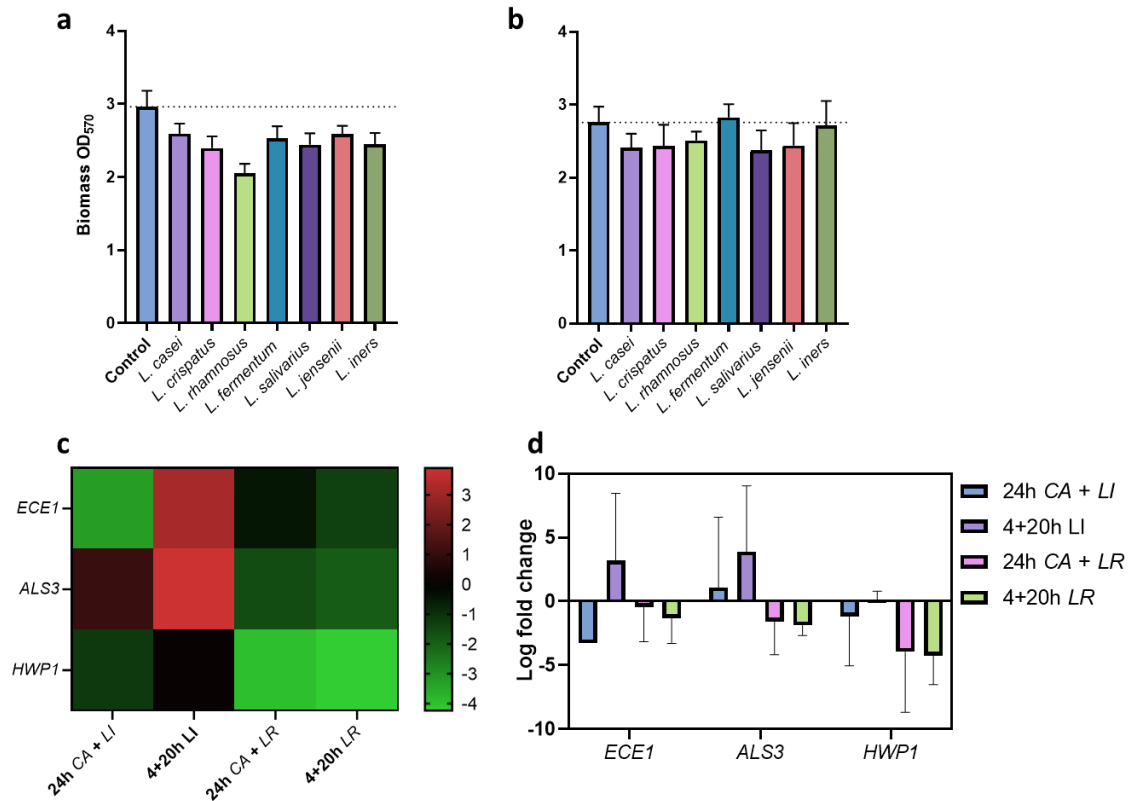 a
4
3
2
1
0
Biomass OD570
Control
L. casei
L. crispatus
L. rhamnosus
L. fermentum
L. salivarius
L. jensenii
L. iners
b
4
3
2
1
0
Control
L. casei
L. crispatus
L. rhamnosus
L. fermentum
L. salivarius
L. jensenii
L. iners
c
ECE1
ALS3
HWP1
24h CA + LI
4+20h LI
24h CA + LR
4+20h LR
3
2
1
0
-1
-2
-3
-4
d
10
5
0
-5
-10
Log fold change
ECE1
ALS3
HWP1
24h CA + LI
4+20h LI
24h CA + LR
4+20h LR